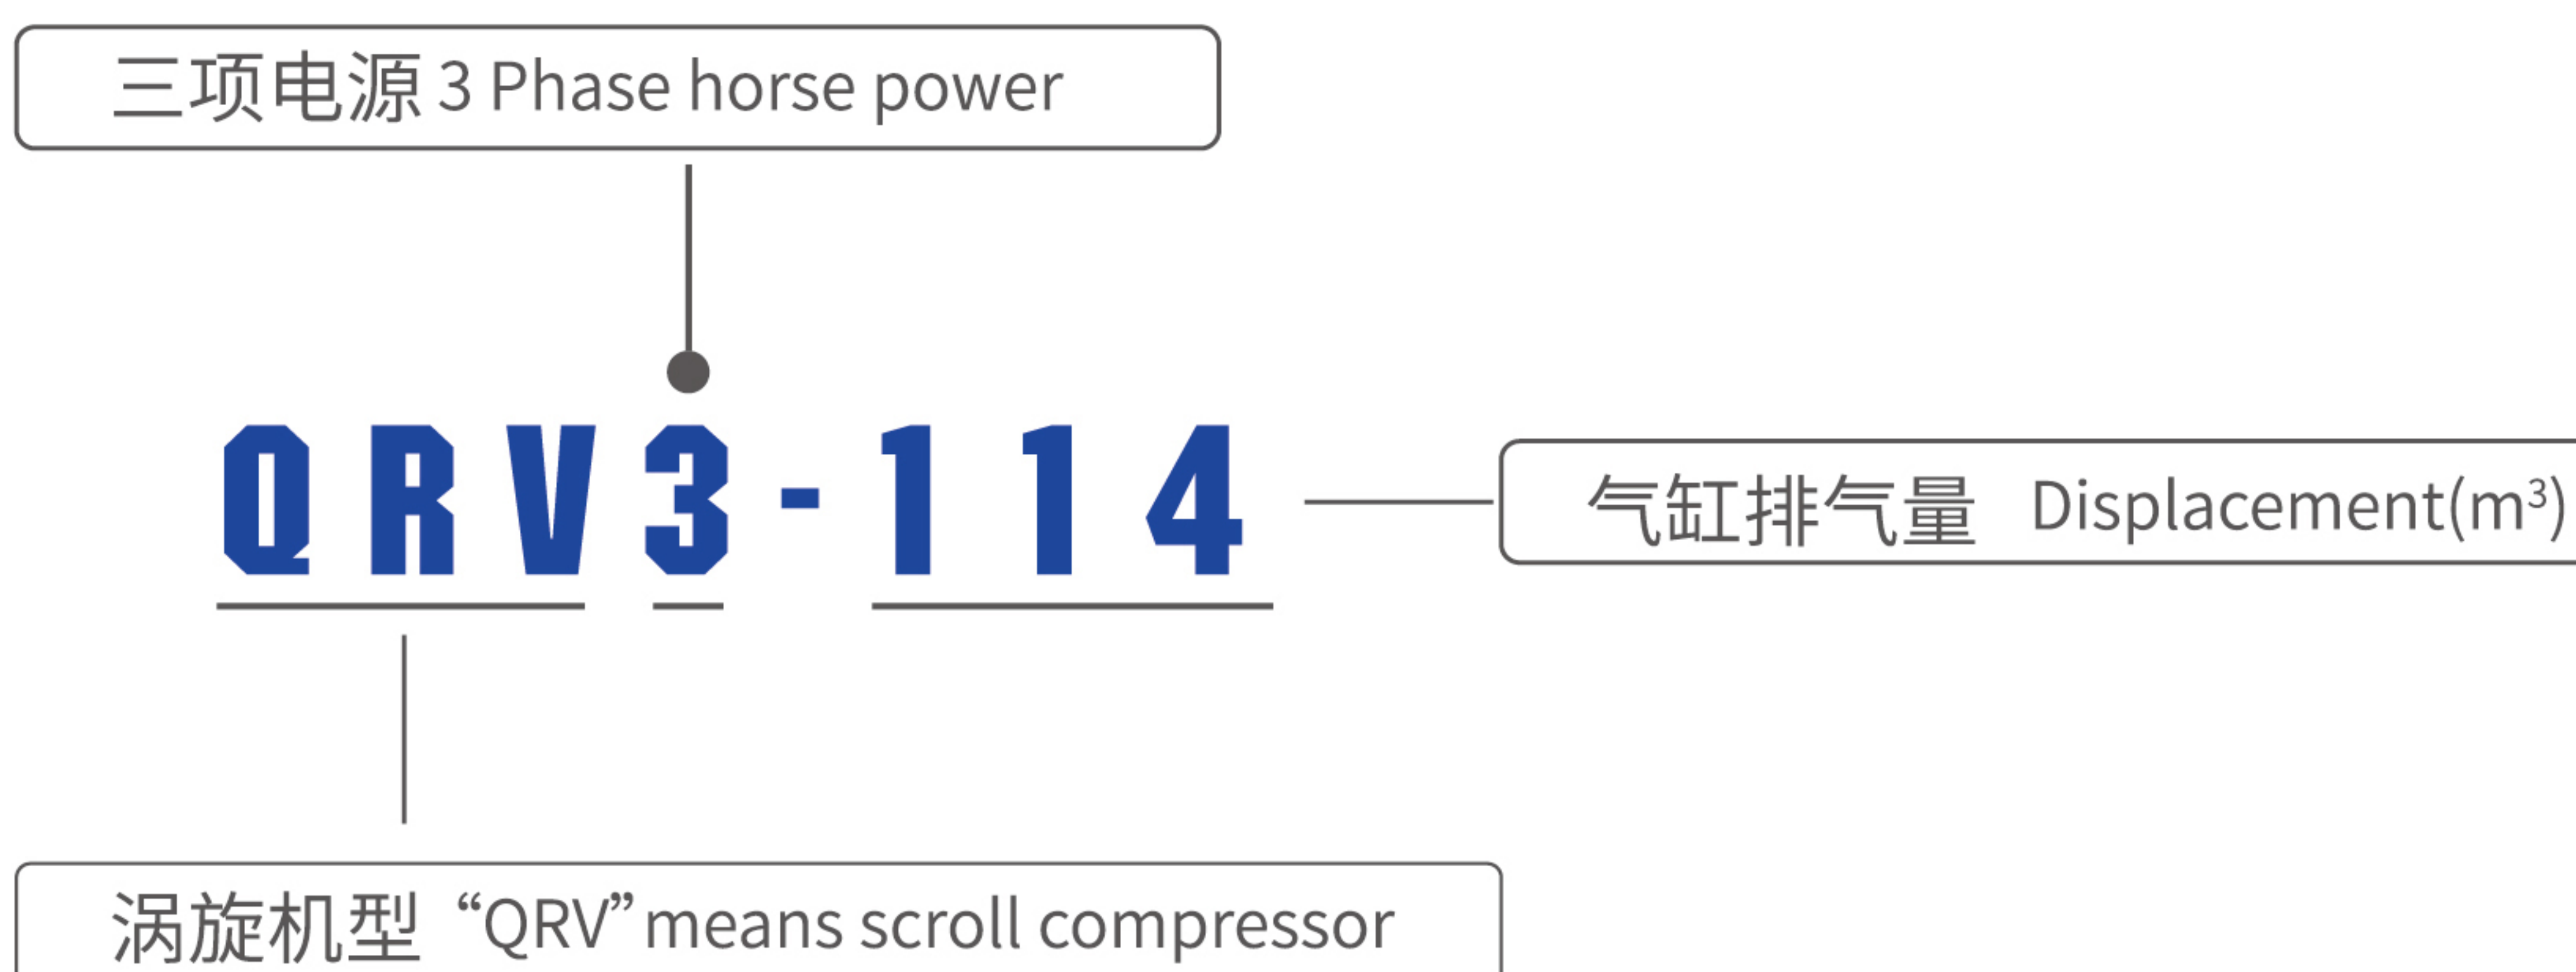 三项电源 3 Phase horse power
QRV3-114
气缸排气量 Displacement(m³)
涡旋机型 “QRV”means scroll compressor